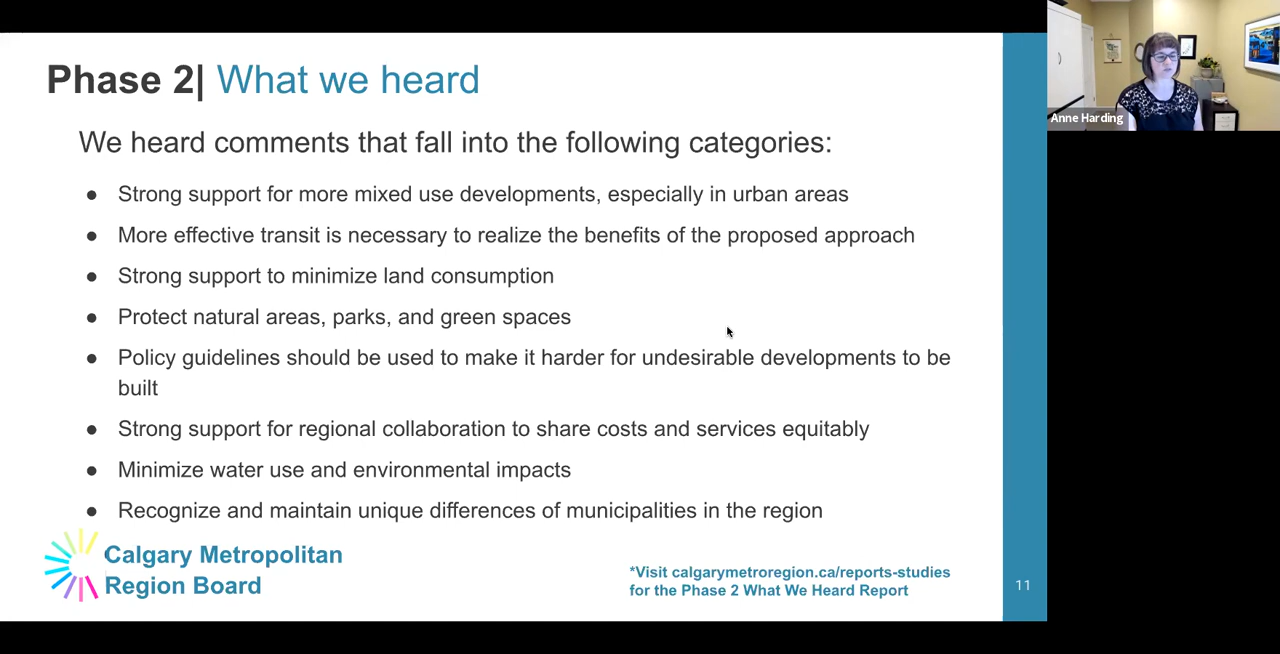 Phase 2| What we heard
We heard comments that fall into the following categories:
● Strong support for more mixed use developments, especially in urban areas
● More effective transit is necessary to realize the benefits of the proposed approach
● Strong support to minimize land consumption
● Protect natural areas, parks, and green spaces
● Policy guidelines should be used to make it harder for undesirable developments to be
built
● Strong support for regional collaboration to share costs and services equitably
● Minimize water use and environmental impacts
● Recognize and maintain unique differences of municipalities in the region
Calgary Metropolitan
Region Board
*Visit calgarymetroregion.ca/reports-studies
for the Phase 2 What We Heard Report
11
Anne Harding